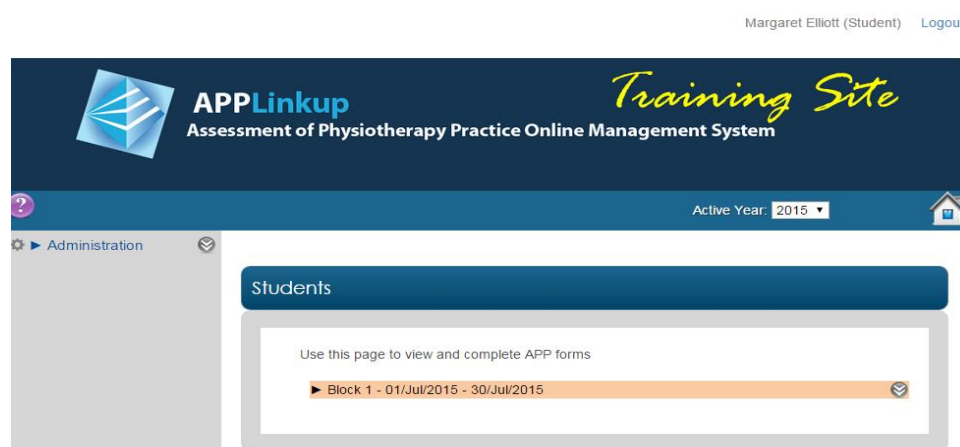 Margaret Elliott (Student) Logou
Training Site
APPLinkup
Assessment of Physiotherapy Practice Online Management System
?
Active Year: 2015
Administration
Students
Use this page to view and complete APP forms
Block 1 - 01/Jul/2015 - 30/Jul/2015